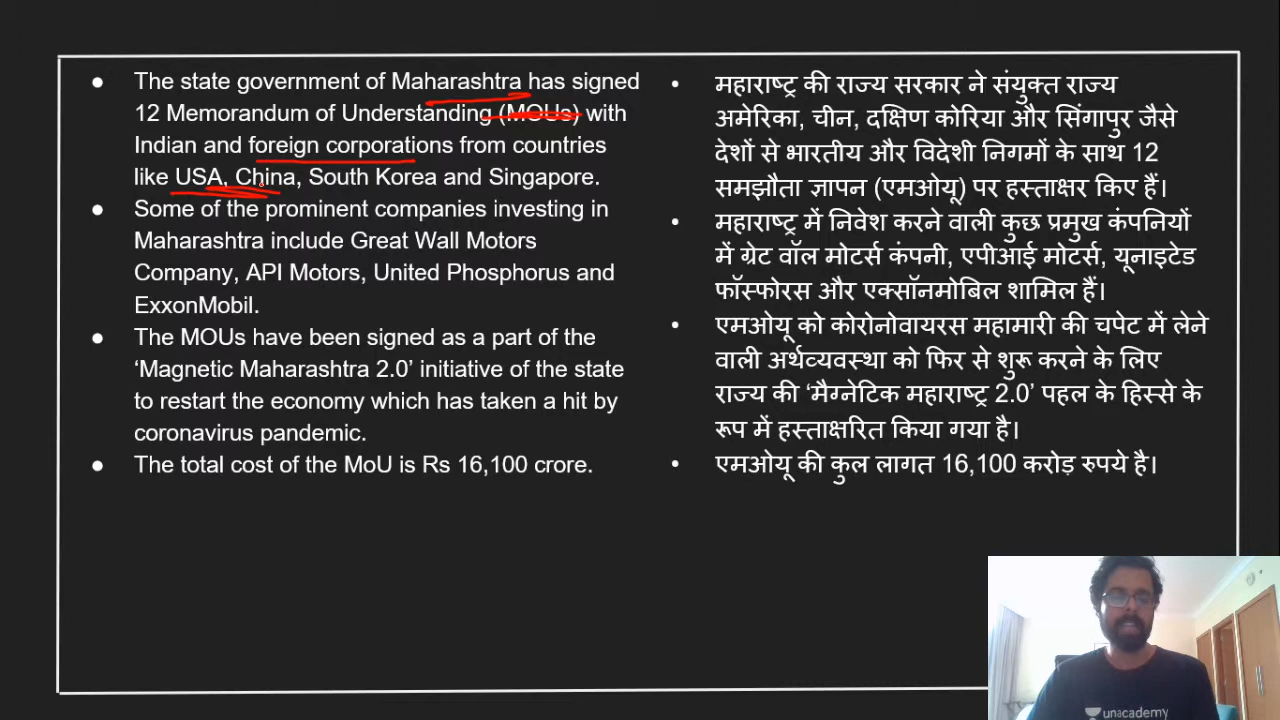 ● The state government of Maharashtra has signed
12 Memorandum of Understanding (MOUs) with
Indian and foreign corporations from countries
like USA, China, South Korea and Singapore.
● Some of the prominent companies investing in
Maharashtra include Great Wall Motors
Company, API Motors, United Phosphorus and
ExxonMobil.
● The MOUs have been signed as a part of the
‘Magnetic Maharashtra 2.0’ initiative of the state
to restart the economy which has taken a hit by
coronavirus pandemic.
● The total cost of the MoU is Rs 16,100 crore.
• महाराष्ट्र की राज्य सरकार ने संयुक्त राज्य
अमेरिका, चीन, दक्षिण कोरिया और सिंगापुर जैसे
देशों से भारतीय और विदेशी निगमों के साथ 12
समझौता ज्ञापन (एमओयू) पर हस्ताक्षर किए हैं।
• महाराष्ट्र में निवेश करने वाली कुछ प्रमुख कंपनियों
में ग्रेट वॉल मोटर्स कंपनी, एपीआई मोटर्स, यूनाइटेड
फॉस्फोरस और एक्सॉनमोबिल शामिल हैं।
• एमओयू को कोरोनोवायरस महामारी की चपेट में लेने
वाली अर्थव्यवस्था को फिर से शुरू करने के लिए
राज्य की ‘मैग्नेटिक महाराष्ट्र 2.0’ पहल के हिस्से के
रूप में हस्ताक्षरित किया गया है।
• एमओयू की कुल लागत 16,100 करोड़ रुपये है।
unacademy